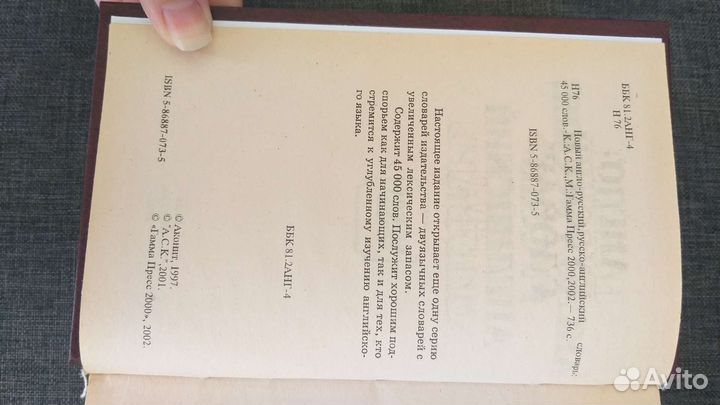 ББК 81.2АНГ-4
Н 76
Н76 Новый англо-русский, русско-английский словарь:
45 000 слов.-К.:А.С.К., М.:Гамма Пресс 2000,2002.— 736 с.
ISBN 5-86887-073-5
Настоящее издание открывает еще одну серию
словарей издательства — двуязычных словарей с
увеличенным лексическим запасом.
Содержит 45 000 слов. Послужит хорошим под-
спорьем как для начинающих, так и для тех, кто
стремится к углубленному изучению английско-
го языка.
ББК 81.2АНГ-4
ISBN 5-86887-073-5
© Аконит, 1997.
© "А.С.К.",2001.
© «Гамма Пресс 2000», 2002.
Avito